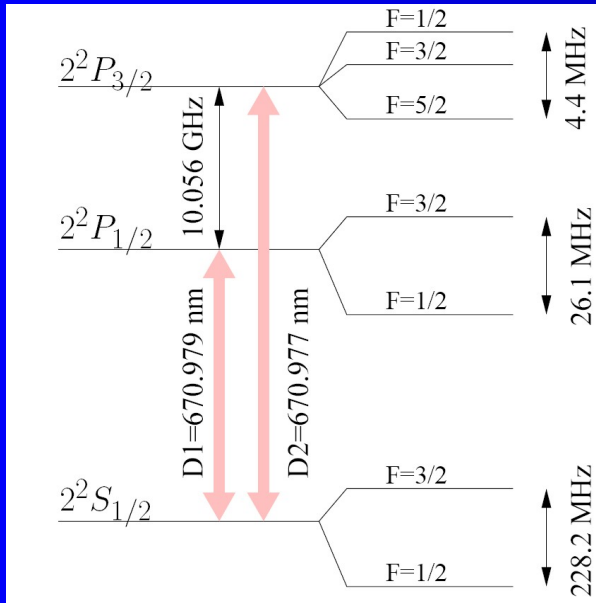 F=1/2
F=3/2
2²P₃/₂
F=5/2
4.4 MHz
10.056 GHz
F=3/2
2²P₁/₂
F=1/2
26.1 MHz
D1=670.979 nm
D2=670.977 nm
F=3/2
2²S₁/₂
F=1/2
228.2 MHz